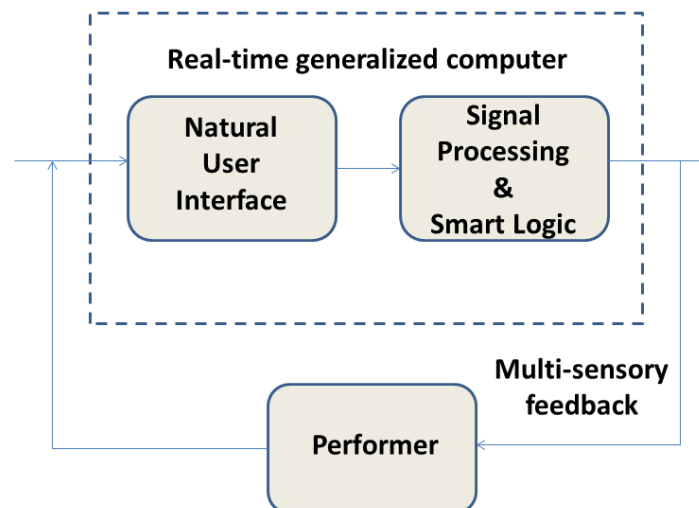 Real-time generalized computer
Natural
User
Interface
Signal
Processing
&
Smart Logic
Multi-sensory
feedback
Performer